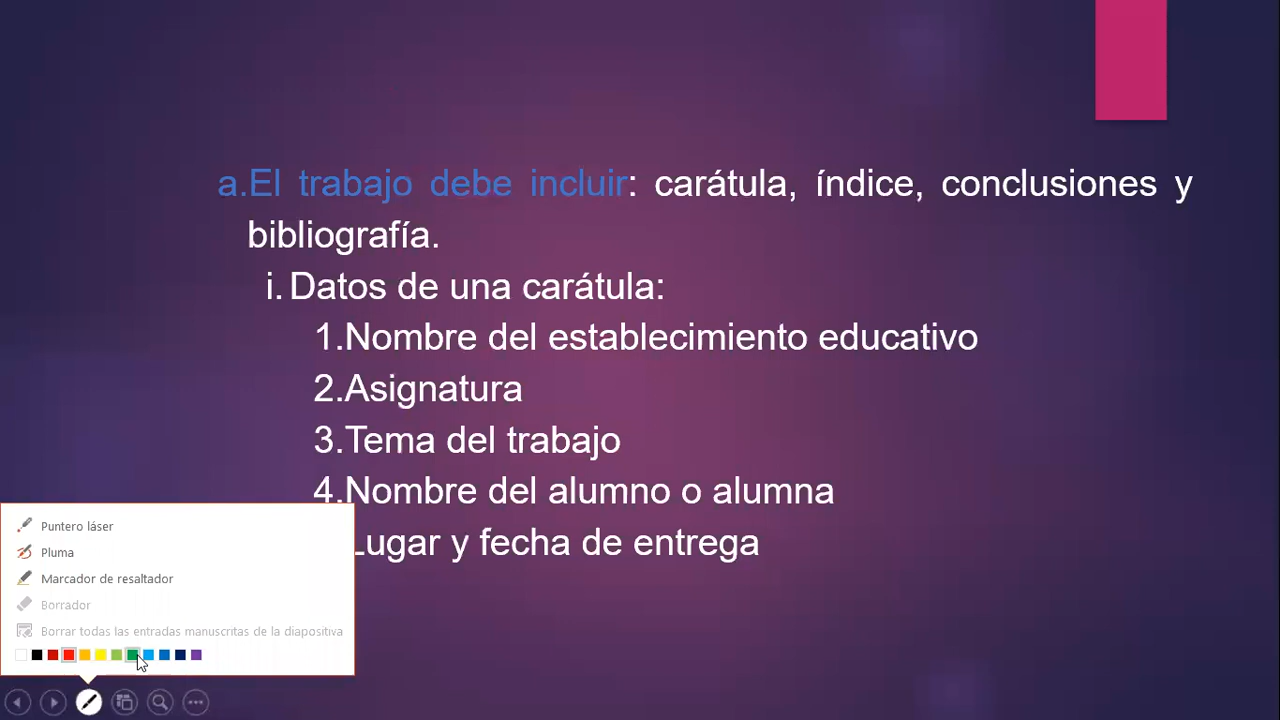 a.El trabajo debe incluir: carátula, índice, conclusiones y
bibliografía.
i. Datos de una carátula:
1.Nombre del establecimiento educativo
2.Asignatura
3.Tema del trabajo
4.Nombre del alumno o alumna
Lugar y fecha de entrega
Puntero láser
Pluma
Marcador de resaltador
Borrador
Borrar todas las entradas manuscritas de la diapositiva